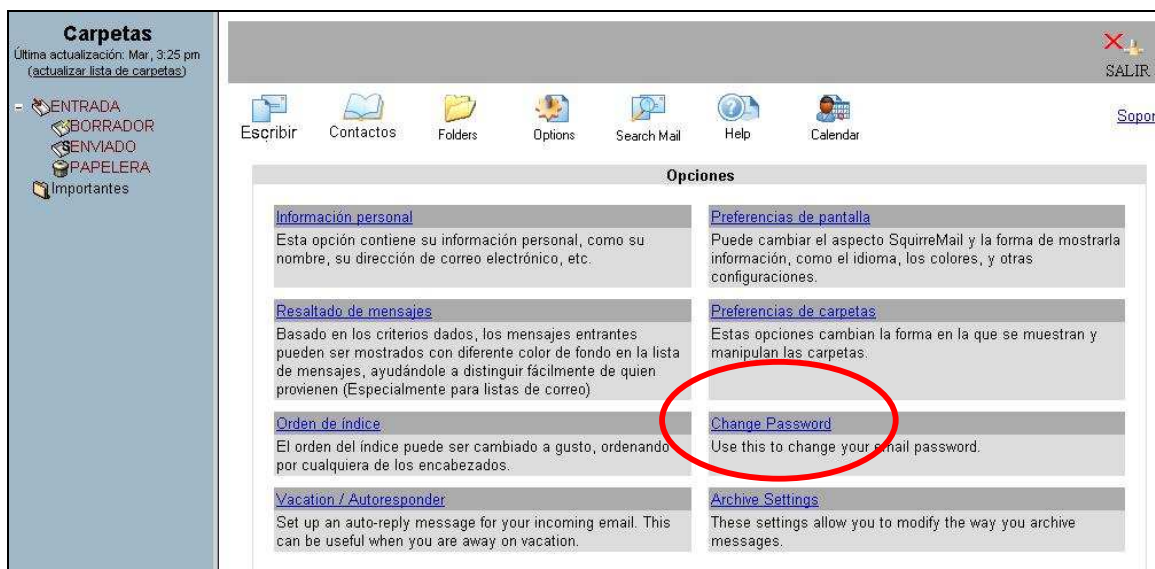 Carpetas
Última actualización: Mar, 3:25 pm
(actualizar lista de carpetas)
ENTRADA
BORRADOR
ENVIADO
PAPELERA
Importantes
SALIR
Escribir Contactos Folders Options Search Mail Help Calendar Sopor
Opciones
Información personal
Esta opción contiene su información personal, como su
nombre, su dirección de correo electrónico, etc.
Preferencias de pantalla
Puede cambiar el aspecto SquirreMail y la forma de mostrarla
información, como el idioma, los colores, y otras
configuraciones.
Resaltado de mensajes
Basado en los criterios dados, los mensajes entrantes
pueden ser mostrados con diferente color de fondo en la lista
de mensajes, ayudándole a distinguir fácilmente de quien
provienen (Especialmente para listas de correo)
Preferencias de carpetas
Estas opciones cambian la forma en la que se muestran y
manipulan las carpetas.
Orden de índice
El orden del índice puede ser cambiado a gusto, ordenando
por cualquiera de los encabezados.
Change Password
Use this to change your email password.
Vacation / Autoresponder
Set up an auto-reply message for your incoming email. This
can be useful when you are away on vacation.
Archive Settings
These settings allow you to modify the way you archive
messages.